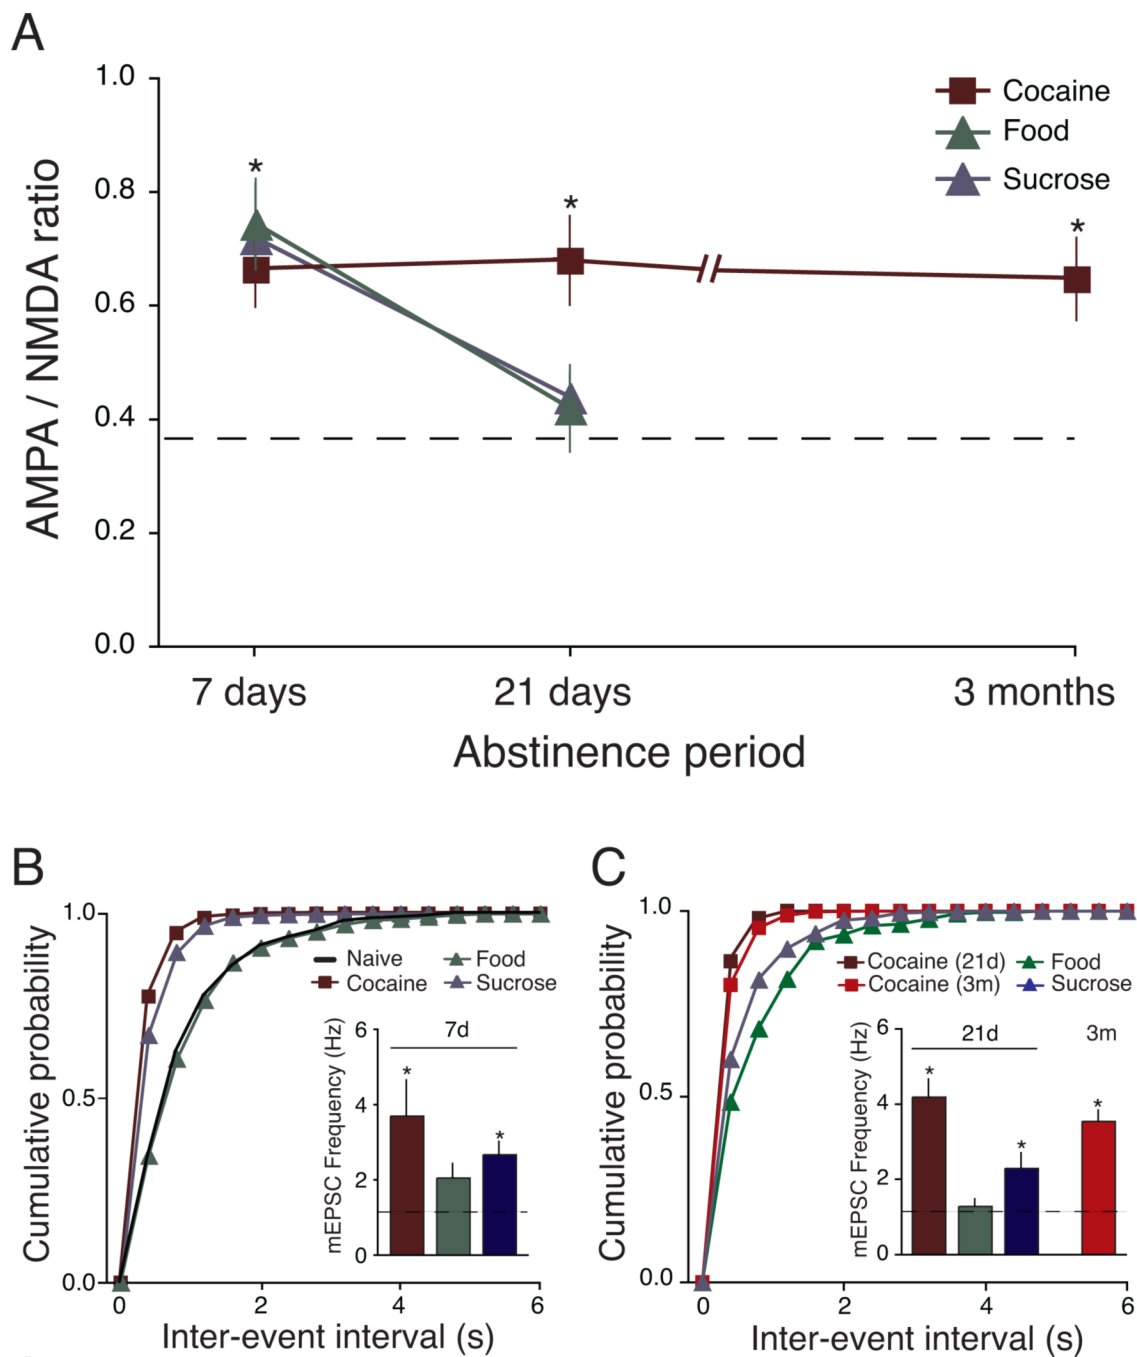 A
AMPA / NMDA ratio
1.0
0.8
0.6
0.4
0.2
0.0
Cocaine
Food
Sucrose
*
*
*
7 days
21 days
3 months
Abstinence period
B
Cumulative probability
1.0
0.5
0.0
Naive
Food
Cocaine
Sucrose
mEPSC Frequency (Hz)
6
4
2
0
7d
*
*
0
2
4
6
Inter-event interval (s)
C
Cumulative probability
1.0
0.5
0.0
Cocaine (21d)
Food
Cocaine (3m)
Sucrose
mEPSC Frequency (Hz)
6
4
2
0
21d
3m
*
*
*
0
2
4
6
Inter-event interval (s)